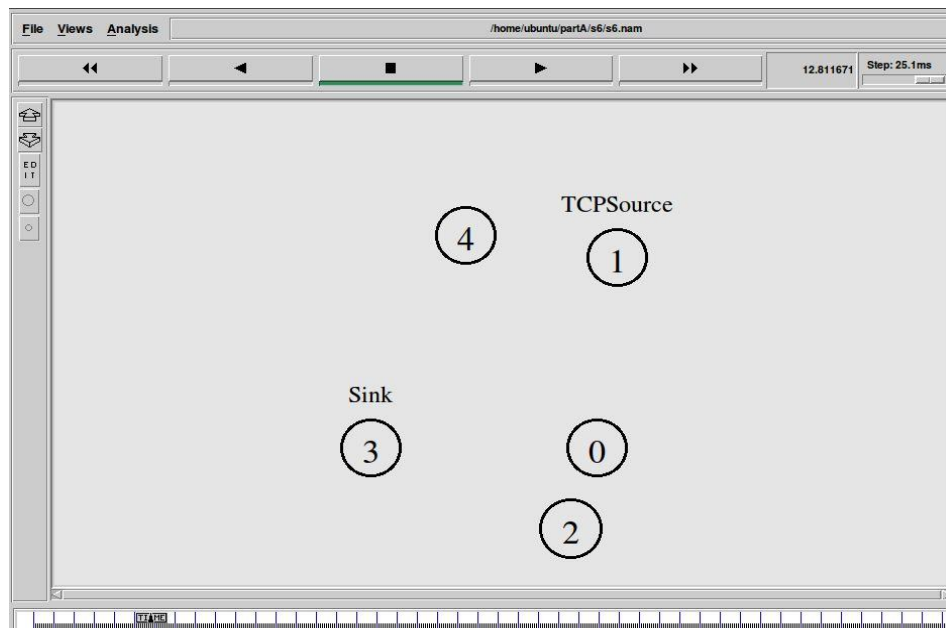 File Views Analysis /home/ubuntu/partA/s6/s6.nam
12.811671 Step: 25.1ms
E D
I T
TCPSource
4
1
Sink
3
0
2
TIME